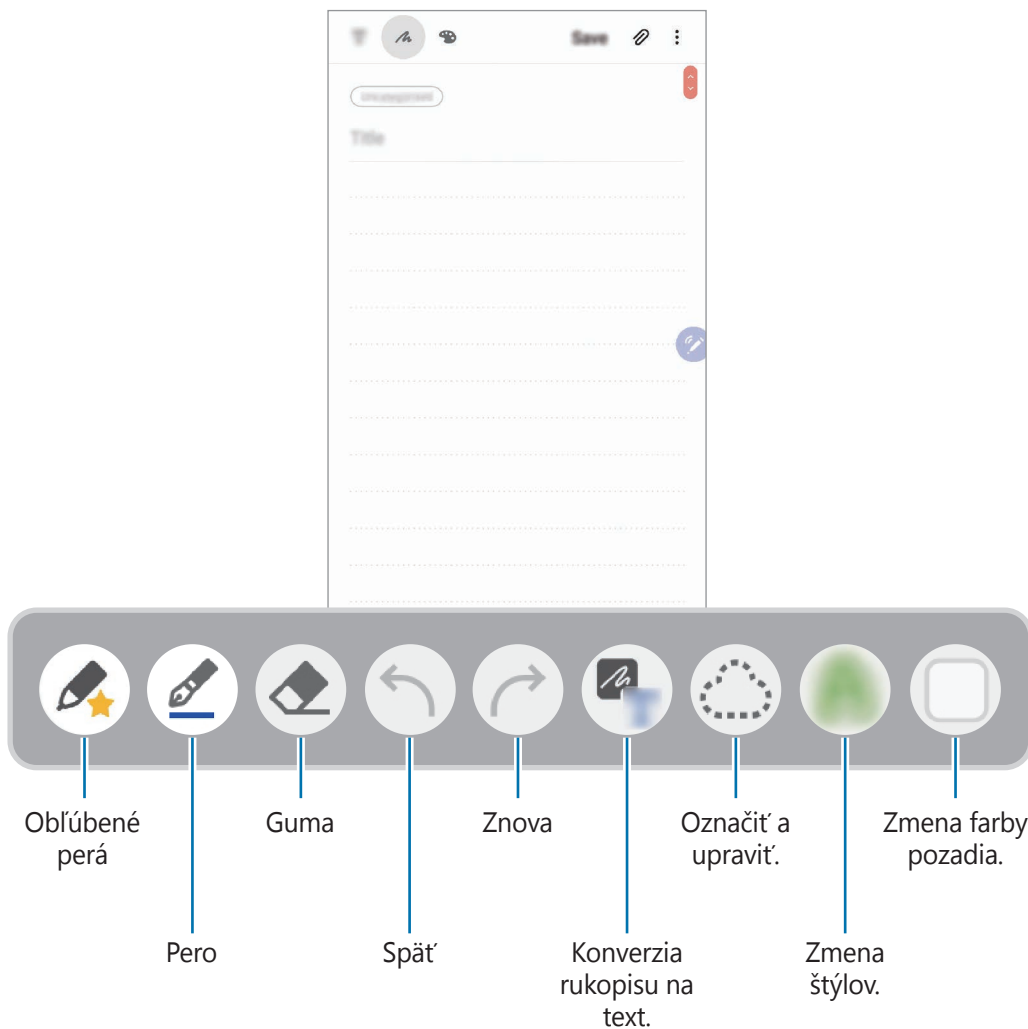 Save
Title
Obľúbené
perá
Guma
Znova
Označiť a
upraviť.
Zmena farby
pozadia.
Pero
Späť
Konverzia
rukopisu na
text.
Zmena
štýlov.